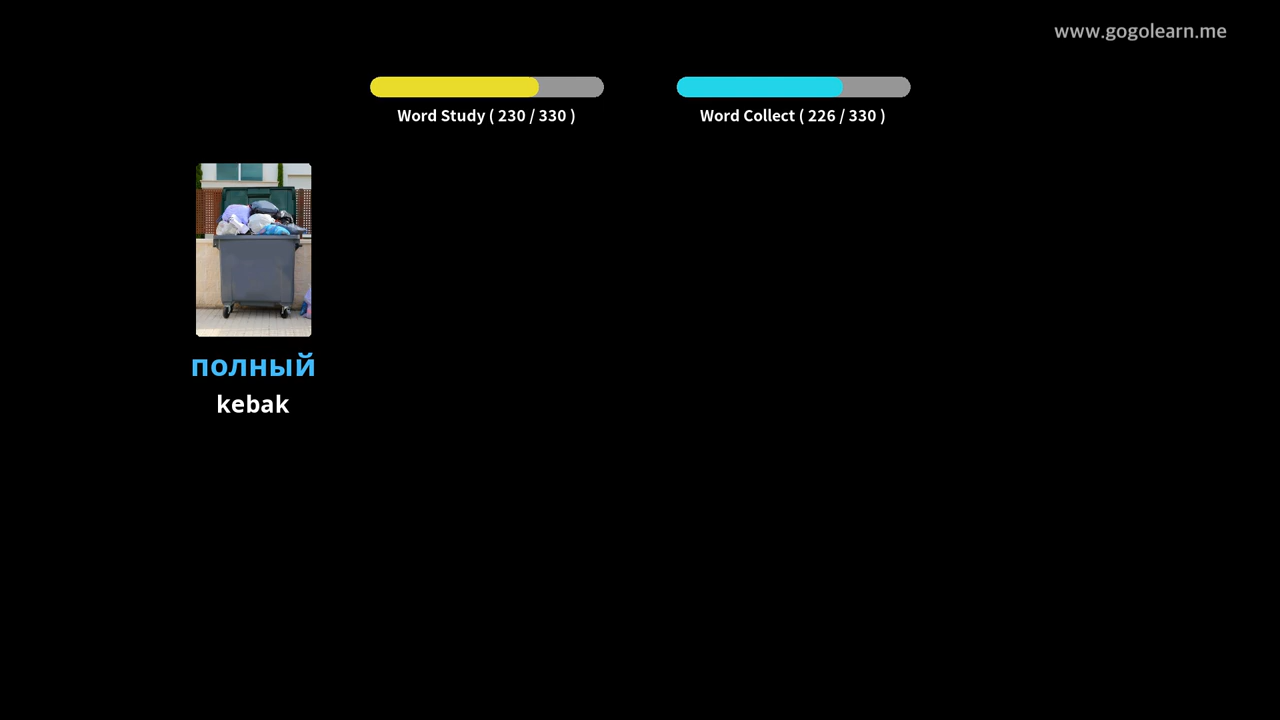 www.gogolearn.me
Word Study ( 230 / 330 )
Word Collect ( 226 / 330 )
полный
kebak